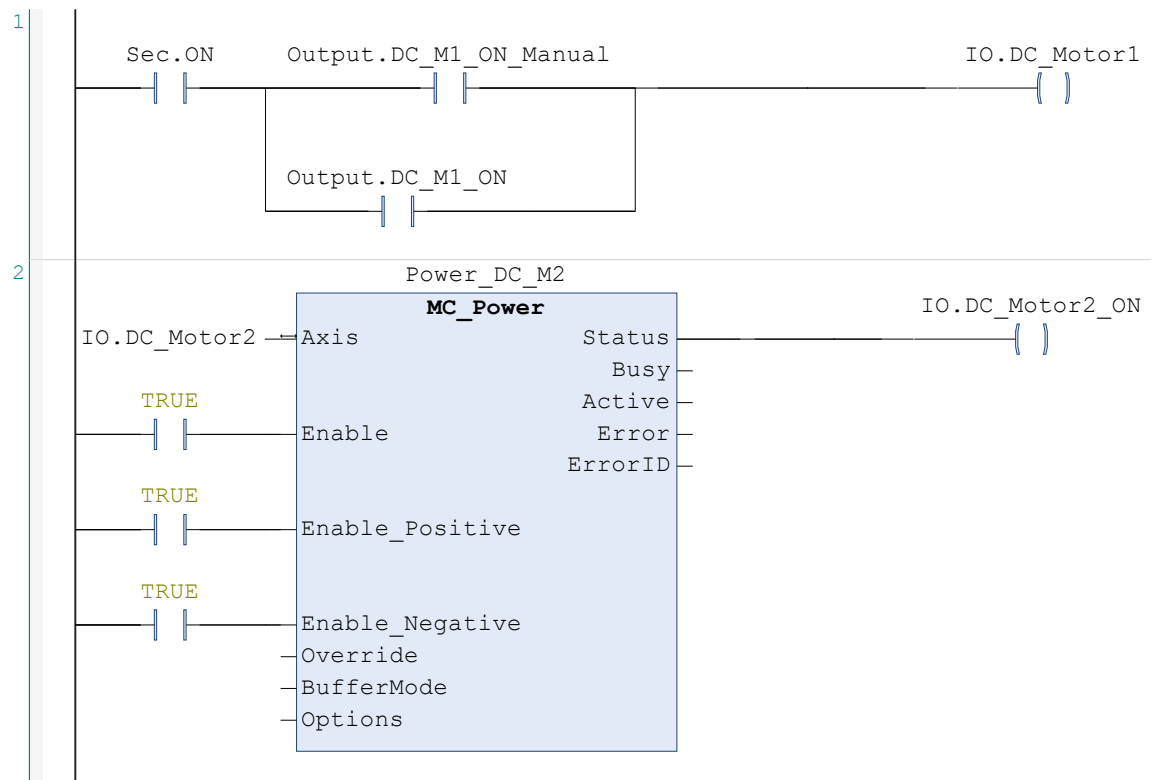 1
Sec.ON Output.DC_M1_ON_Manual IO.DC_Motor1
Output.DC_M1_ON
2
Power_DC_M2
MC_Power IO.DC_Motor2_ON
IO.DC_Motor2 Axis Status
Busy
TRUE Active
Enable Error
ErrorID
TRUE
Enable_Positive
TRUE
Enable_Negative
Override
BufferMode
Options